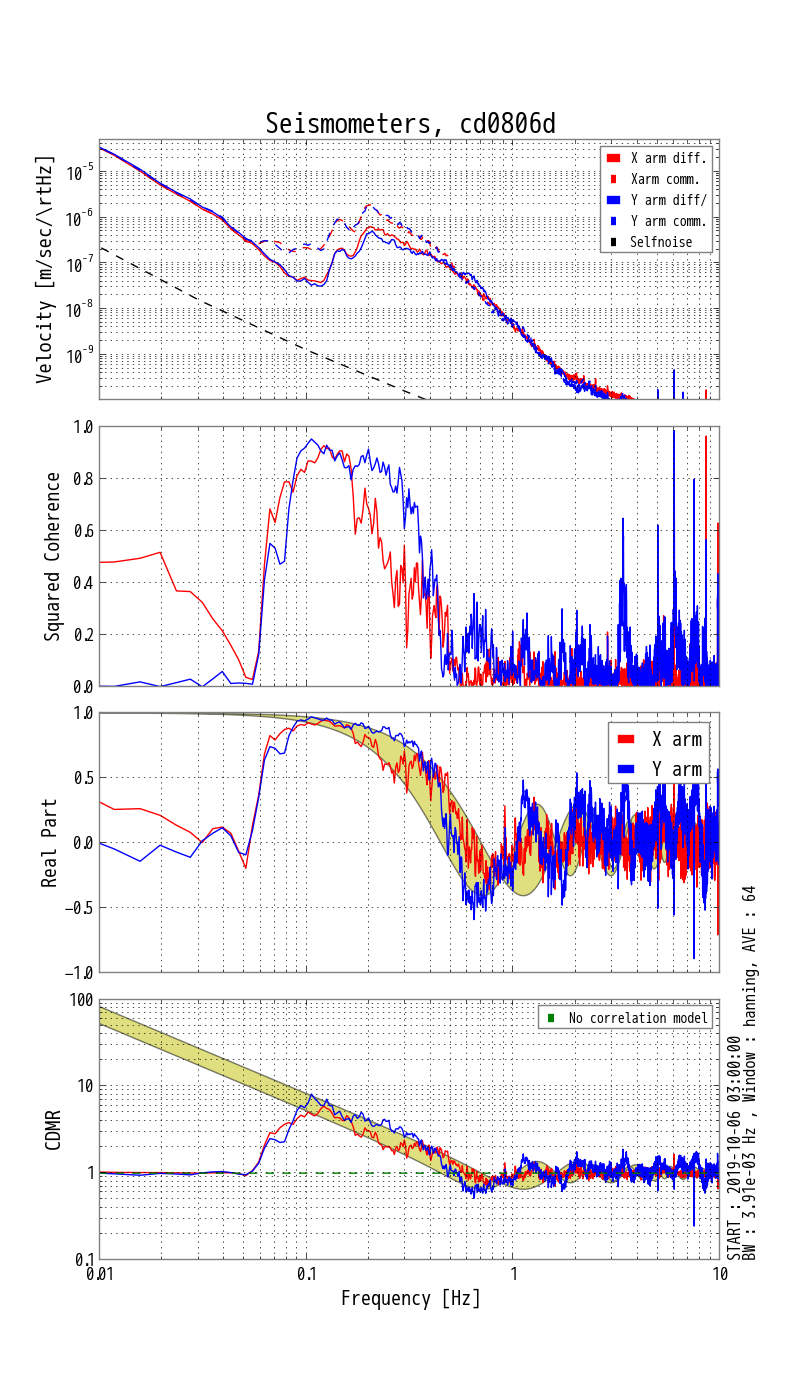 Seismometers, cd0806d
Velocity [m/sec/\rtHz]
10^-5
10^-6
10^-7
10^-8
10^-9
X arm diff.
Xarm comm.
Y arm diff/
Y arm comm.
Selfnoise
Squared Coherence
1.0
0.8
0.6
0.4
0.2
0.0
Real Part
1.0
0.5
0.0
−0.5
−1.0
X arm
Y arm
CDMR
100
10
1
0.1
No correlation model
0.01
0.1
1
10
Frequency [Hz]
START : 2019-10-06 03:00:00
BW : 3.91e-03 Hz , Window : hanning, AVE : 64